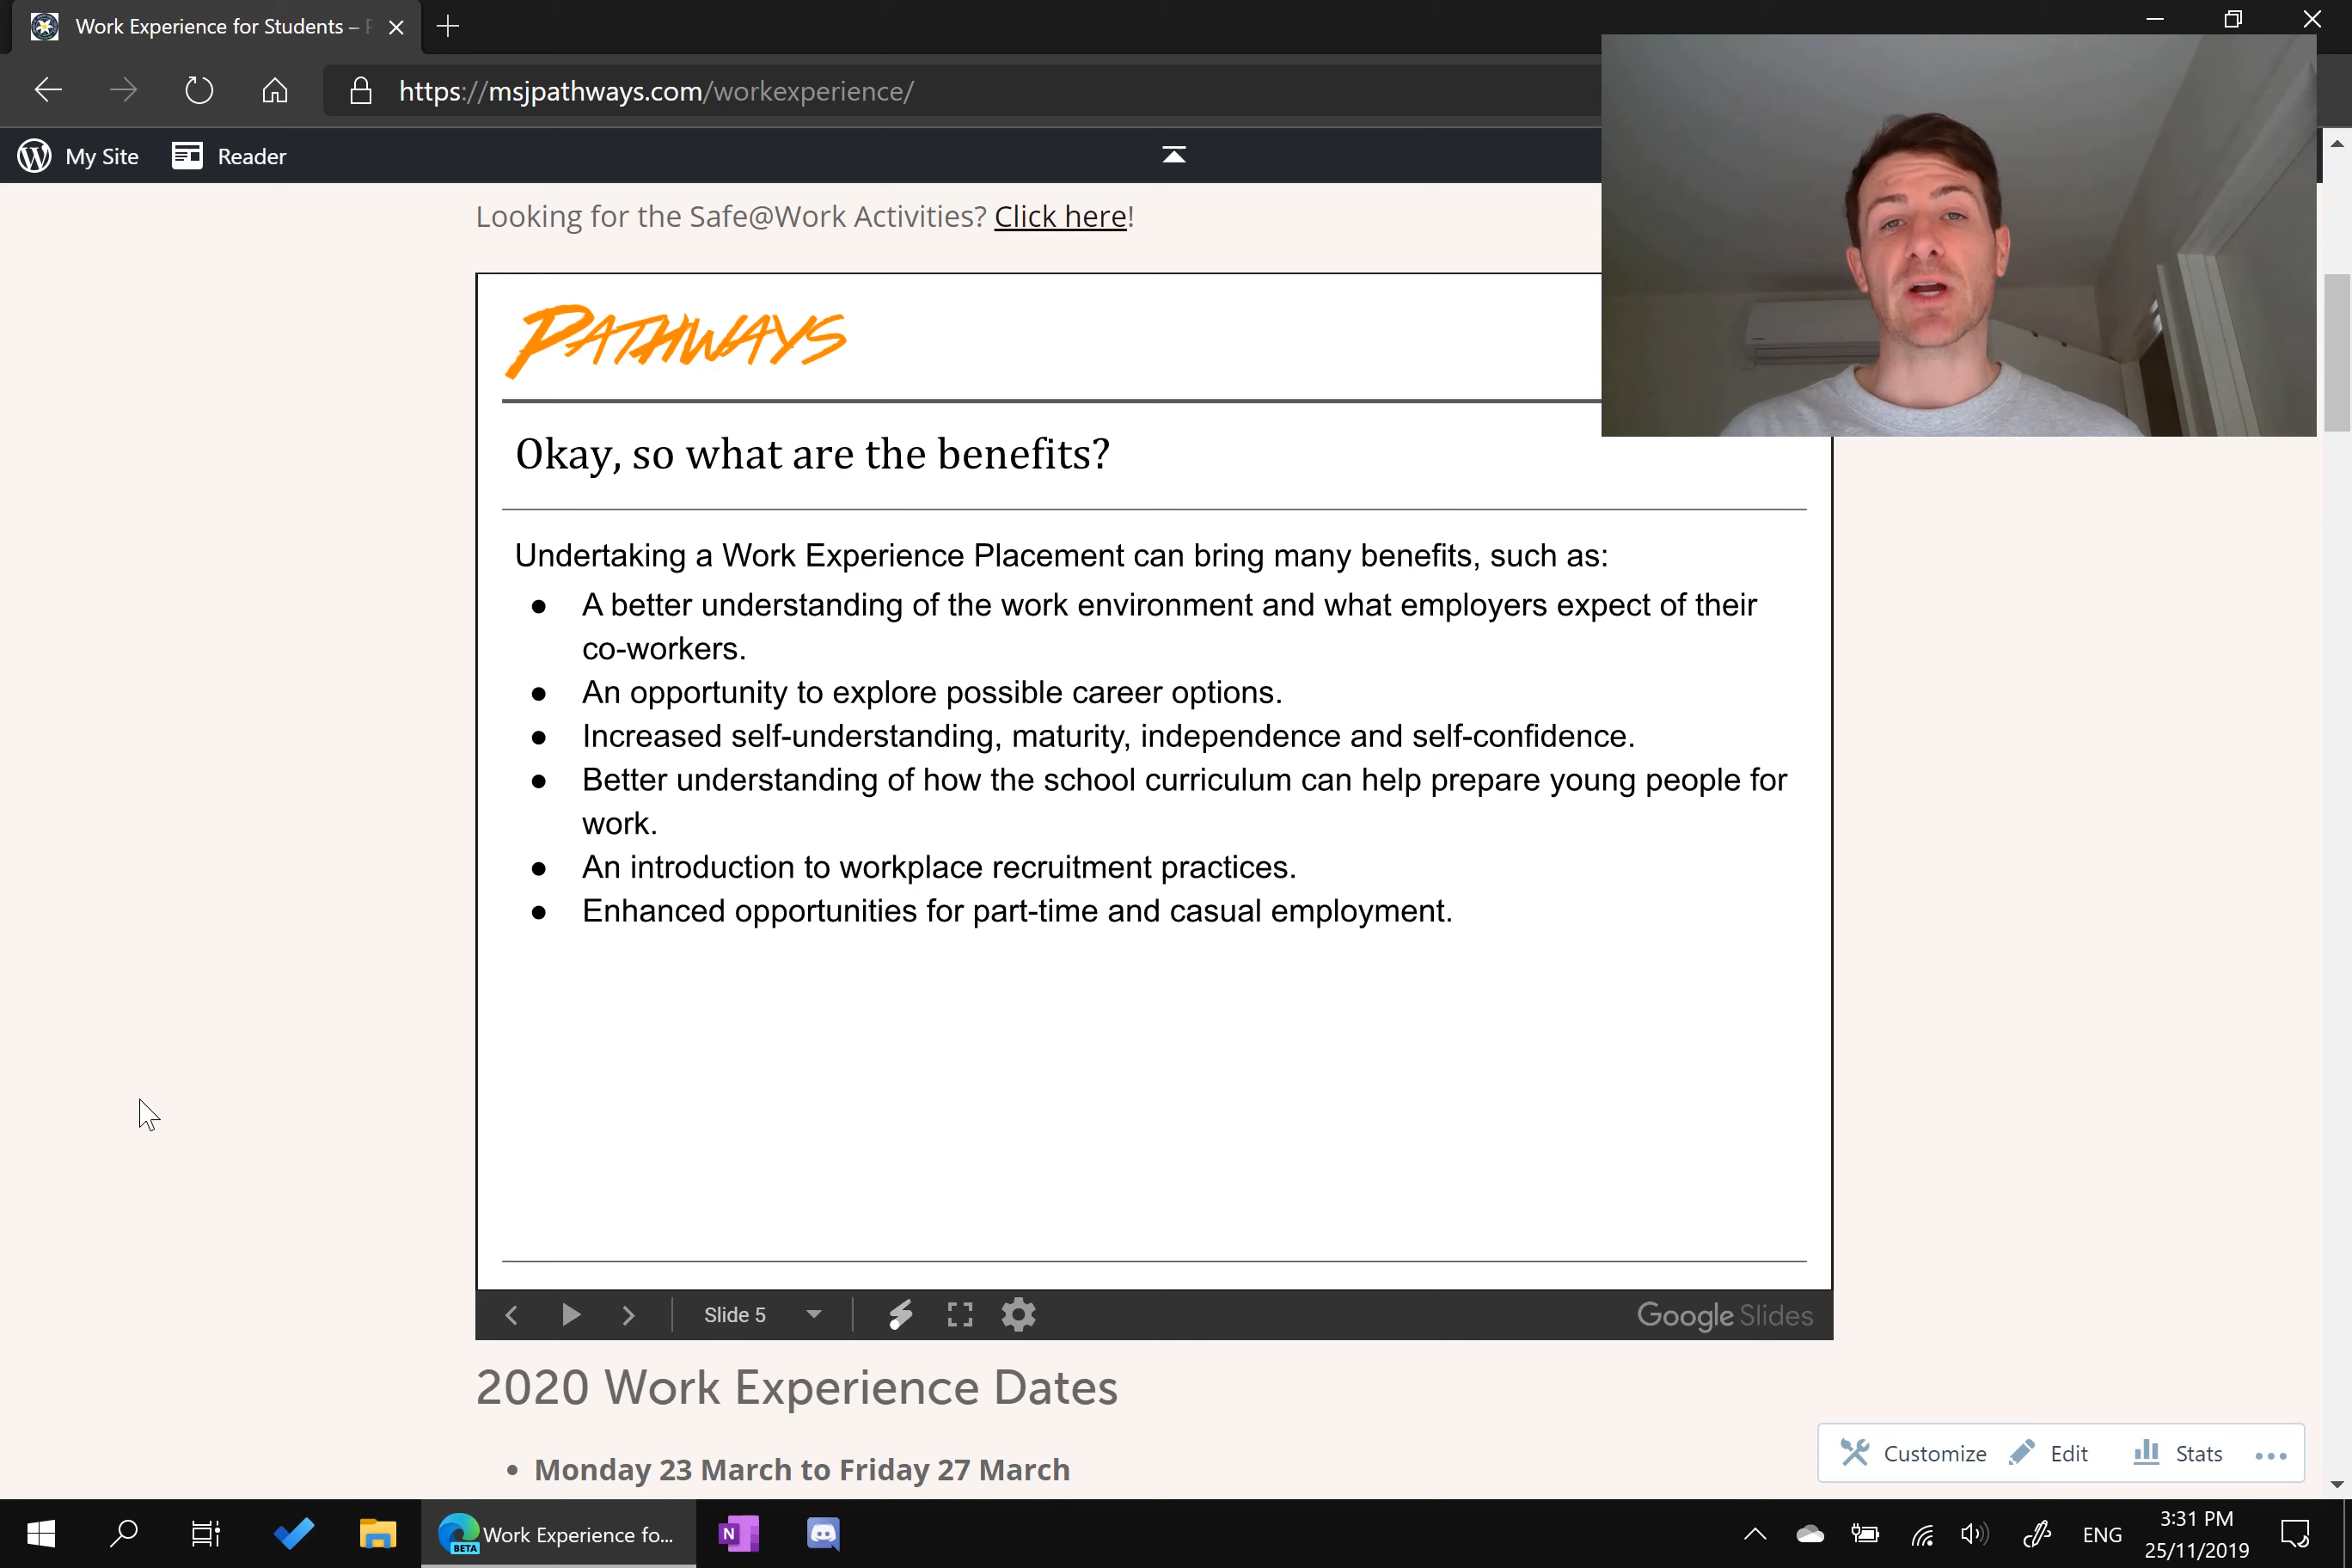 Work Experience for Students –
https://msjpathways.com/workexperience/
My Site
Reader
Looking for the Safe@Work Activities? Click here!
PATHWAYS
Okay, so what are the benefits?
Undertaking a Work Experience Placement can bring many benefits, such as:
● A better understanding of the work environment and what employers expect of their
co-workers.
● An opportunity to explore possible career options.
● Increased self-understanding, maturity, independence and self-confidence.
● Better understanding of how the school curriculum can help prepare young people for
work.
● An introduction to workplace recruitment practices.
● Enhanced opportunities for part-time and casual employment.
Slide 5
Google Slides
2020 Work Experience Dates
• Monday 23 March to Friday 27 March
Customize
Edit
Stats
BETA
Work Experience fo...
N
ENG
3:31 PM
25/11/2019